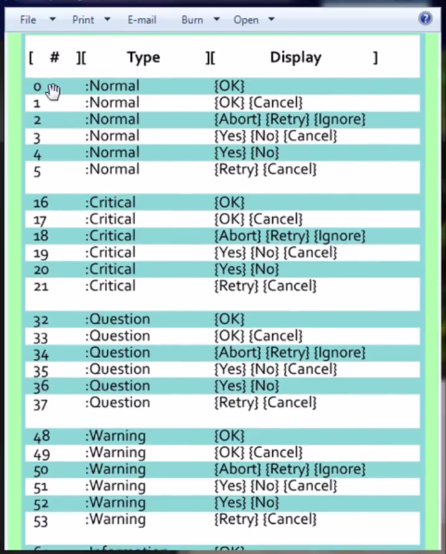 File Print E-mail Burn Open
[ # ][ Type ][ Display ]
0 :Normal {OK}
1 :Normal {OK} {Cancel}
2 :Normal {Abort} {Retry} {Ignore}
3 :Normal {Yes} {No} {Cancel}
4 :Normal {Yes} {No}
5 :Normal {Retry} {Cancel}
16 :Critical {OK}
17 :Critical {OK} {Cancel}
18 :Critical {Abort} {Retry} {Ignore}
19 :Critical {Yes} {No} {Cancel}
20 :Critical {Yes} {No}
21 :Critical {Retry} {Cancel}
32 :Question {OK}
33 :Question {OK} {Cancel}
34 :Question {Abort} {Retry} {Ignore}
35 :Question {Yes} {No} {Cancel}
36 :Question {Yes} {No}
37 :Question {Retry} {Cancel}
48 :Warning {OK}
49 :Warning {OK} {Cancel}
50 :Warning {Abort} {Retry} {Ignore}
51 :Warning {Yes} {No} {Cancel}
52 :Warning {Yes} {No}
53 :Warning {Retry} {Cancel}
:Information {OK}